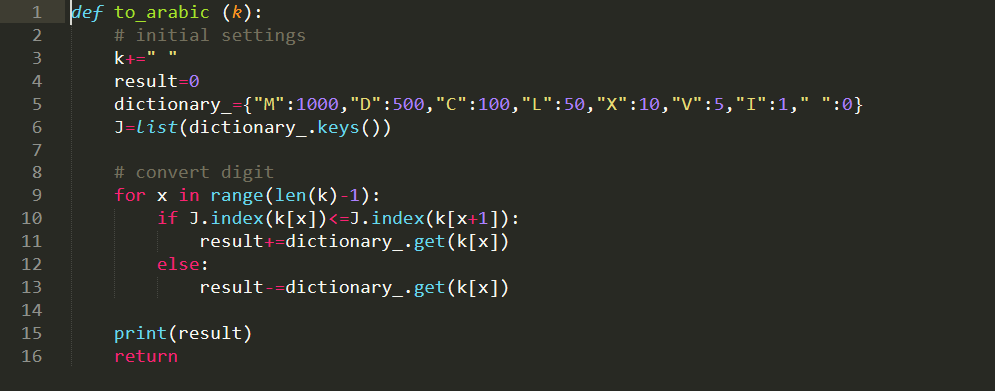 1 def to_arabic (k):
2     # initial settings
3     k+=" "
4     result=0
5     dictionary_={"M":1000,"D":500,"C":100,"L":50,"X":10,"V":5,"I":1," ":0}
6     J=list(dictionary_.keys())
7
8     # convert digit
9     for x in range(len(k)-1):
10         if J.index(k[x])<=J.index(k[x+1]):
11             result+=dictionary_.get(k[x])
12         else:
13             result-=dictionary_.get(k[x])
14
15     print(result)
16     return